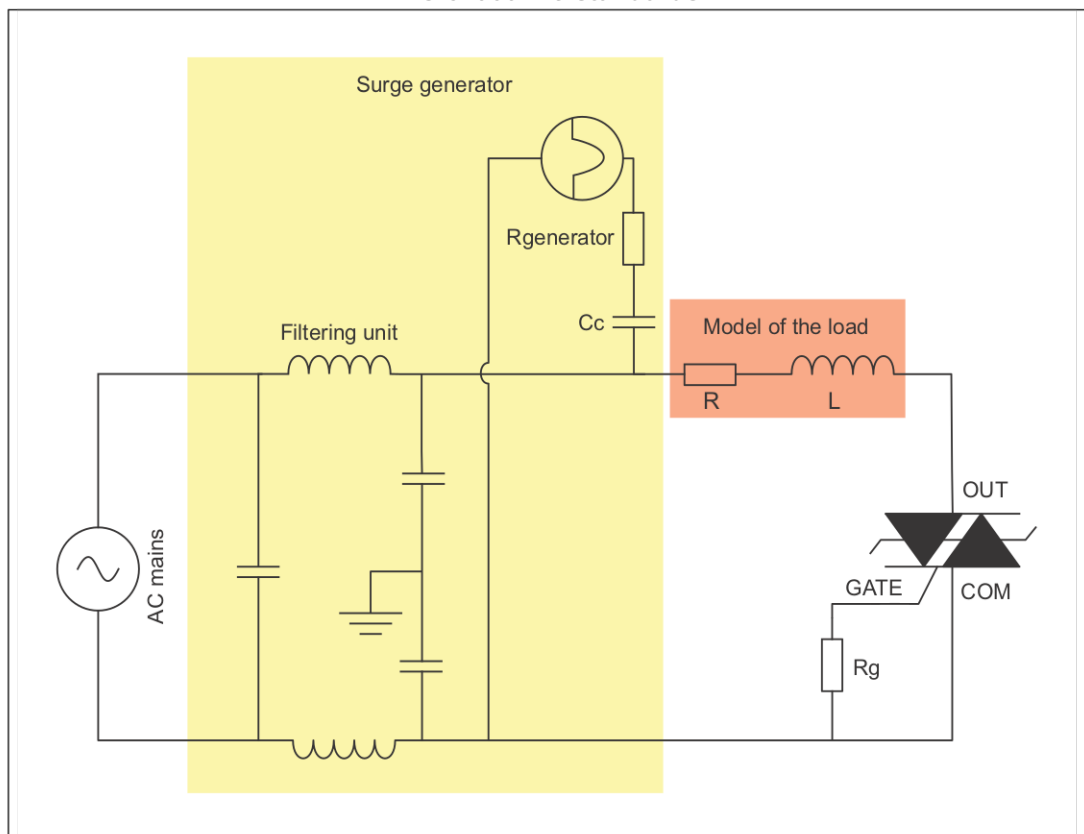 Surge generator
Rgenerator
Cc
Filtering unit
Model of the load
R
L
OUT
AC mains
GATE
COM
Rg